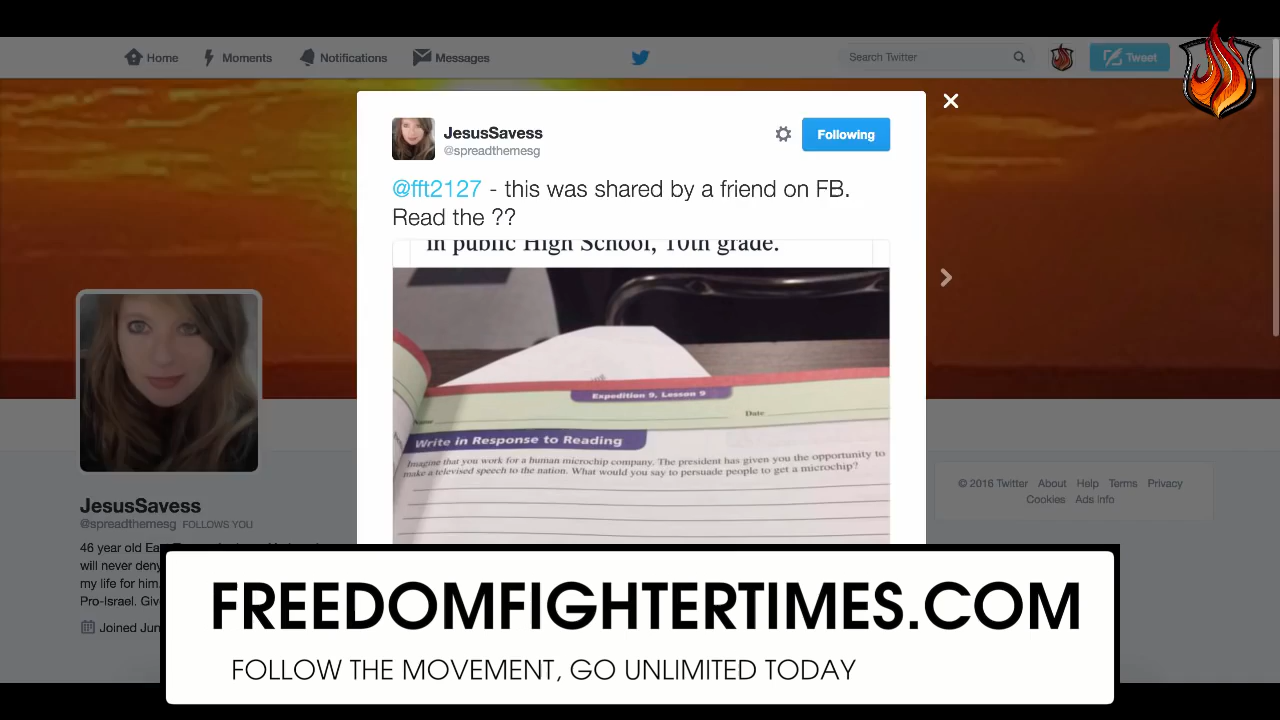 Home
Moments
Notifications
Messages
Search Twitter
Tweet
JesusSavess
@spreadthemesg
Following
@fft2127 - this was shared by a friend on FB.
Read the ??
in public High School, 10th grade.
Expedition 9, Lesson 9
Name
Date
Write in Response to Reading
Imagine that you work for a human microchip company. The president has given you the opportunity to
make a televised speech to the nation. What would you say to persuade people to get a microchip?
JesusSavess
@spreadthemesg FOLLOWS YOU
46 year old
will never deny
my life for him.
Pro-Israel.
Joined
© 2016 Twitter About Help Terms Privacy
Cookies Ads info
FREEDOMFIGHTERTIMES.COM
FOLLOW THE MOVEMENT, GO UNLIMITED TODAY